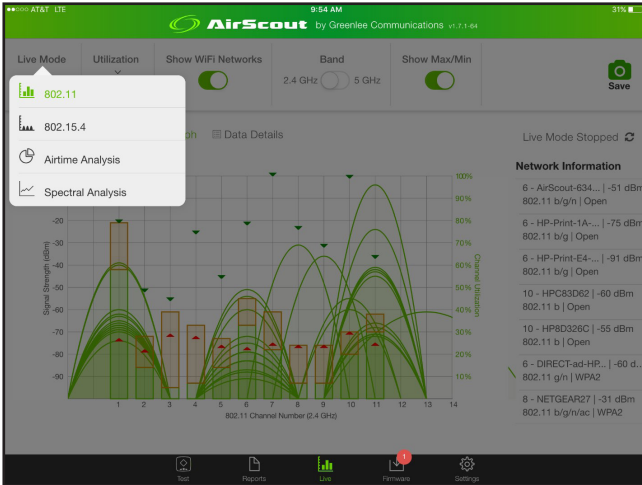 AT&T LTE 9:54 AM 31%
AirScout by Greenlee Communications v1.7.1-64
Live Mode Utilization Show WiFi Networks Band Show Max/Min
2.4 GHz 5 GHz
Save
802.11
802.15.4
Airtime Analysis
Spectral Analysis
ph Data Details
Live Mode Stopped
Network Information
6 - AirScout-634... | -51 dBm
802.11 b/g/n | Open
6 - HP-Print-1A-... | -75 dBm
802.11 b/g | Open
6 - HP-Print-E4-... | -91 dBm
802.11 b/g | Open
10 - HPC83D62 | -60 dBm
802.11 b | Open
10 - HP8D326C | -55 dBm
802.11 b | Open
6 - DIRECT-ad-HP... | -60 d...
802.11 g/n | WPA2
8 - NETGEAR27 | -31 dBm
802.11 b/g/n/ac | WPA2
Signal Strength (dBm)
-20
-30
-40
-50
-60
-70
-80
-90
100%
90%
80%
70%
60%
50%
40%
30%
20%
10%
Channel Utilization
1 2 3 4 5 6 7 8 9 10 11 12 13 14
802.11 Channel Number (2.4 GHz)
1
Test Reports Live Firmware Settings